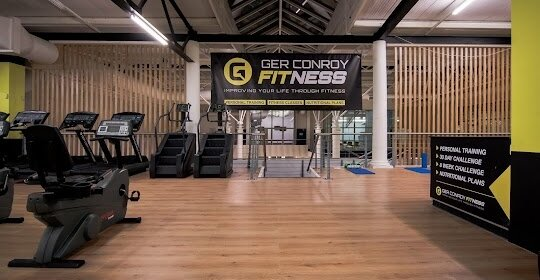 GER CONROY
FITNESS
IMPROVING YOUR LIFE THROUGH FITNESS
PERSONAL TRAINING | FITNESS CLASSES | NUTRITIONAL PLANS
PERSONAL TRAINING
30 DAY CHALLENGE
8 WEEK CHALLENGE
NUTRITIONAL PLANS
GER CONROY
FITNESS